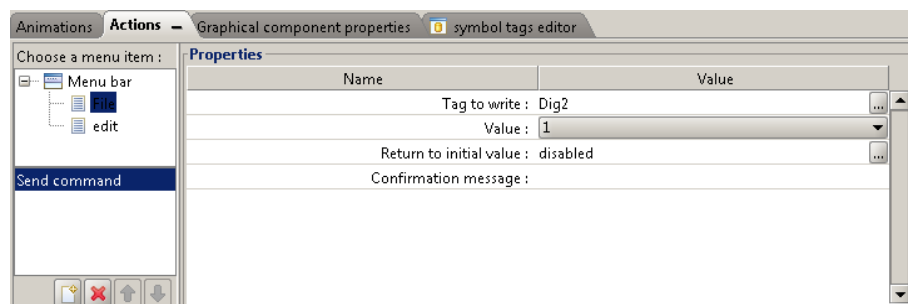 Animations Actions Graphical component properties symbol tags editor
Choose a menu item :
Menu bar
File
edit
Send command
Properties
Name Value
Tag to write : Dig2 ...
Value : 1
Return to initial value : disabled ...
Confirmation message :